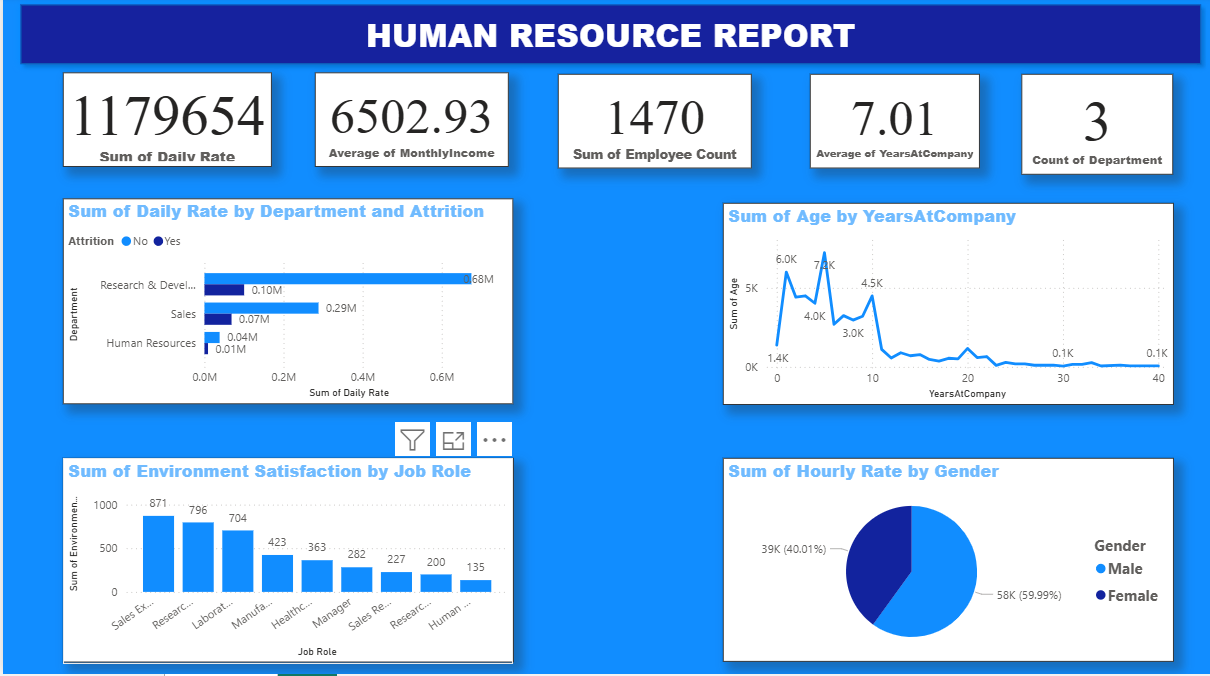 HUMAN RESOURCE REPORT
1179654
Sum of Daily Rate
6502.93
Average of MonthlyIncome
1470
Sum of Employee Count
7.01
Average of YearsAtCompany
3
Count of Department
Sum of Daily Rate by Department and Attrition
Attrition No Yes
Department
Research & Devel...
0.68M
0.10M
Sales
0.29M
0.07M
Human Resources
0.04M
0.01M
0.0M 0.2M 0.4M 0.6M
Sum of Daily Rate
Sum of Age by YearsAtCompany
Sum of Age
5K
0K
6.0K
7.2K
4.5K
4.0K
3.0K
1.4K
0.1K
0.1K
0 10 20 30 40
YearsAtCompany
Sum of Environment Satisfaction by Job Role
Sum of Environmen...
1000
500
0
871 796 704 423 363 282 227 200 135
Sales Ex... Researc... Laborat... Manufa... Healthc... Manager Sales Re... Researc... Human ...
Job Role
Sum of Hourly Rate by Gender
39K (40.01%)
58K (59.99%)
Gender
Male
Female